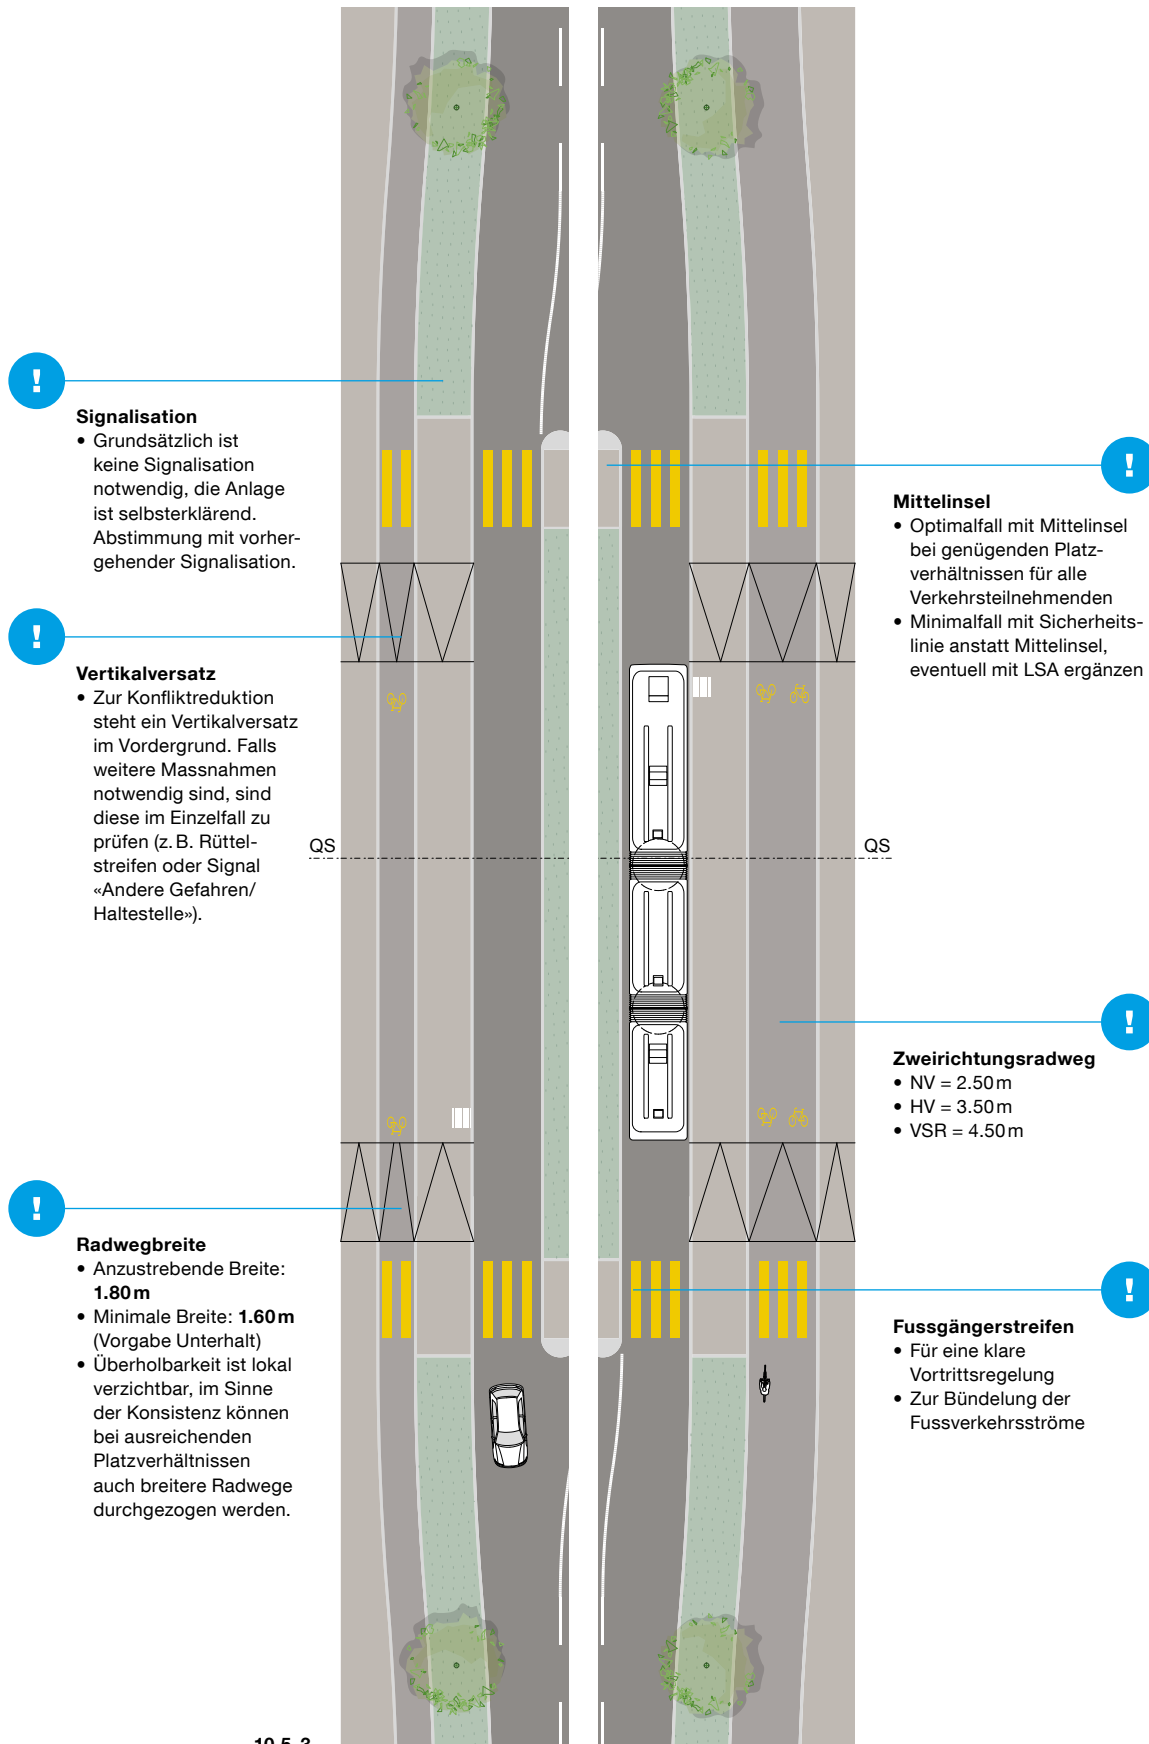 !
Signalisation
• Grundsätzlich ist
keine Signalisation
notwendig, die Anlage
ist selbsterklärend.
Abstimmung mit vorher-
gehender Signalisation.
!
Vertikalversatz
• Zur Konfliktreduktion
steht ein Vertikalversatz
im Vordergrund. Falls
weitere Massnahmen
notwendig sind, sind
diese im Einzelfall zu
prüfen (z. B. Rüttel-
streifen oder Signal
«Andere Gefahren/
Haltestelle»).
QS
!
Radwegbreite
• Anzustrebende Breite:
1.80 m
• Minimale Breite: 1.60 m
(Vorgabe Unterhalt)
• Überholbarkeit ist lokal
verzichtbar, im Sinne
der Konsistenz können
bei ausreichenden
Platzverhältnissen
auch breitere Radwege
durchgezogen werden.
!
Mittelinsel
• Optimalfall mit Mittelinsel
bei genügenden Platz-
verhältnissen für alle
Verkehrsteilnehmenden
• Minimalfall mit Sicherheits-
linie anstatt Mittelinsel,
eventuell mit LSA ergänzen
QS
!
Zweirichtungsradweg
• NV = 2.50 m
• HV = 3.50 m
• VSR = 4.50 m
!
Fussgängerstreifen
• Für eine klare
Vortrittsregelung
• Zur Bündelung der
Fussverkehrsströme